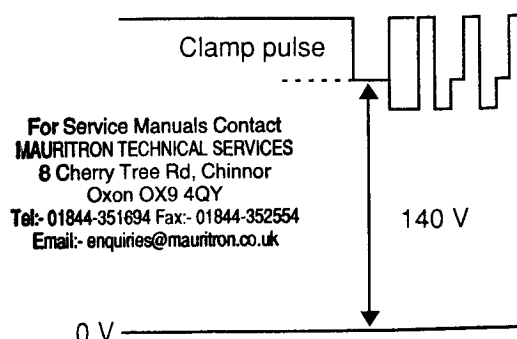 Clamp pulse
For Service Manuals Contact
MAURITRON TECHNICAL SERVICES
8 Cherry Tree Rd, Chinnor
Oxon OX9 4QY
Tel:- 01844-351694 Fax:- 01844-352554
Email:- enquiries@mauritron.co.uk
140 V
0 V